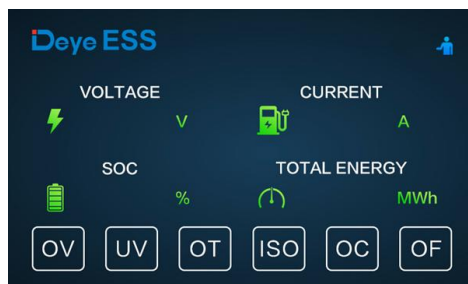 Deye ESS
VOLTAGE CURRENT
V A
SOC TOTAL ENERGY
% MWh
OV UV OT ISO OC OF